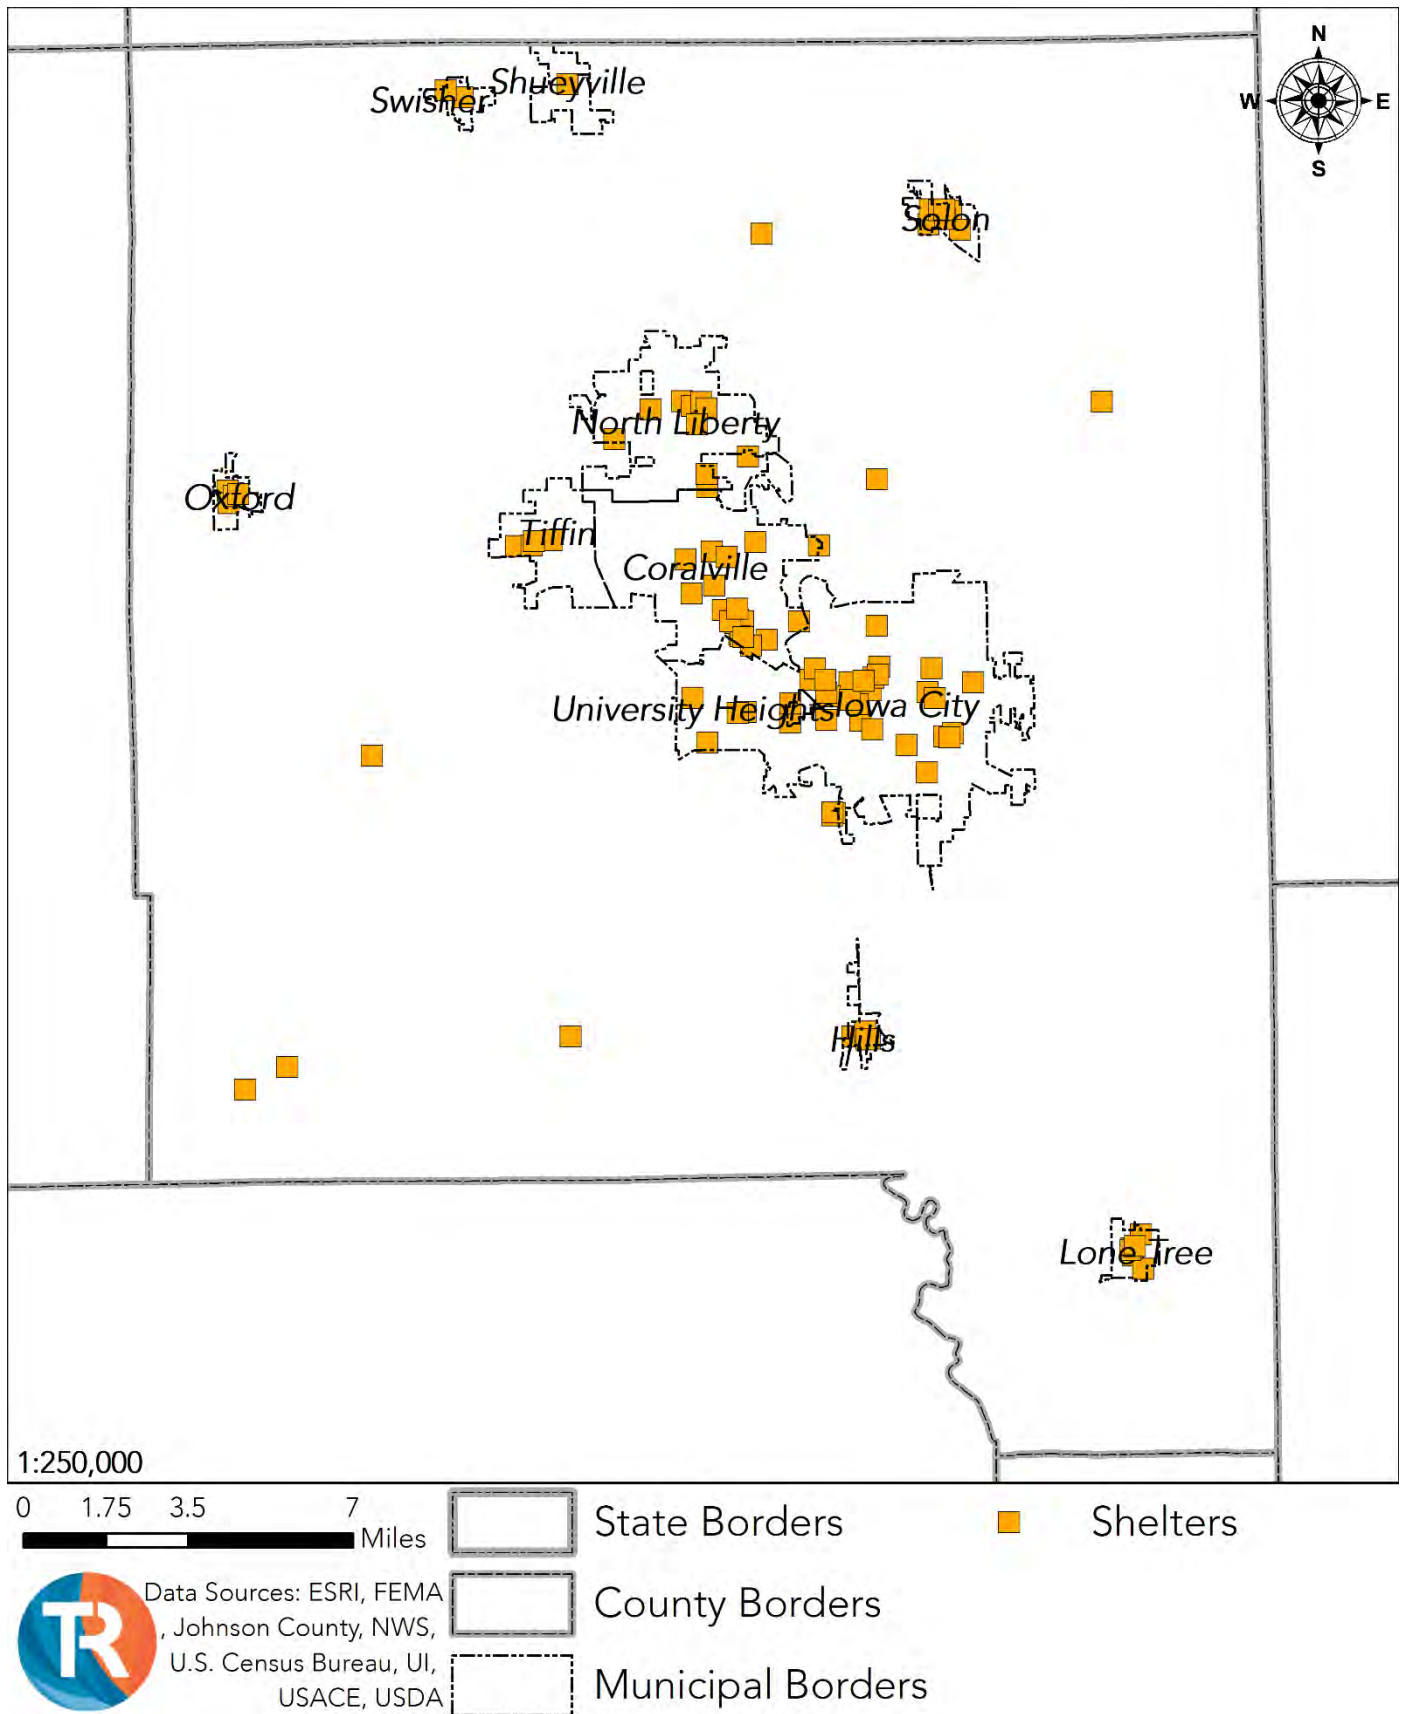 N
W E
S
Swisher
Shueyville
Solon
North Liberty
Oxford
Tiffin
Coralville
University Heights
Iowa City
Hills
Lone Tree
1:250,000
0 1.75 3.5 7
Miles
State Borders
Shelters
County Borders
Municipal Borders
TR
Data Sources: ESRI, FEMA
, Johnson County, NWS,
U.S. Census Bureau, UI,
USACE, USDA